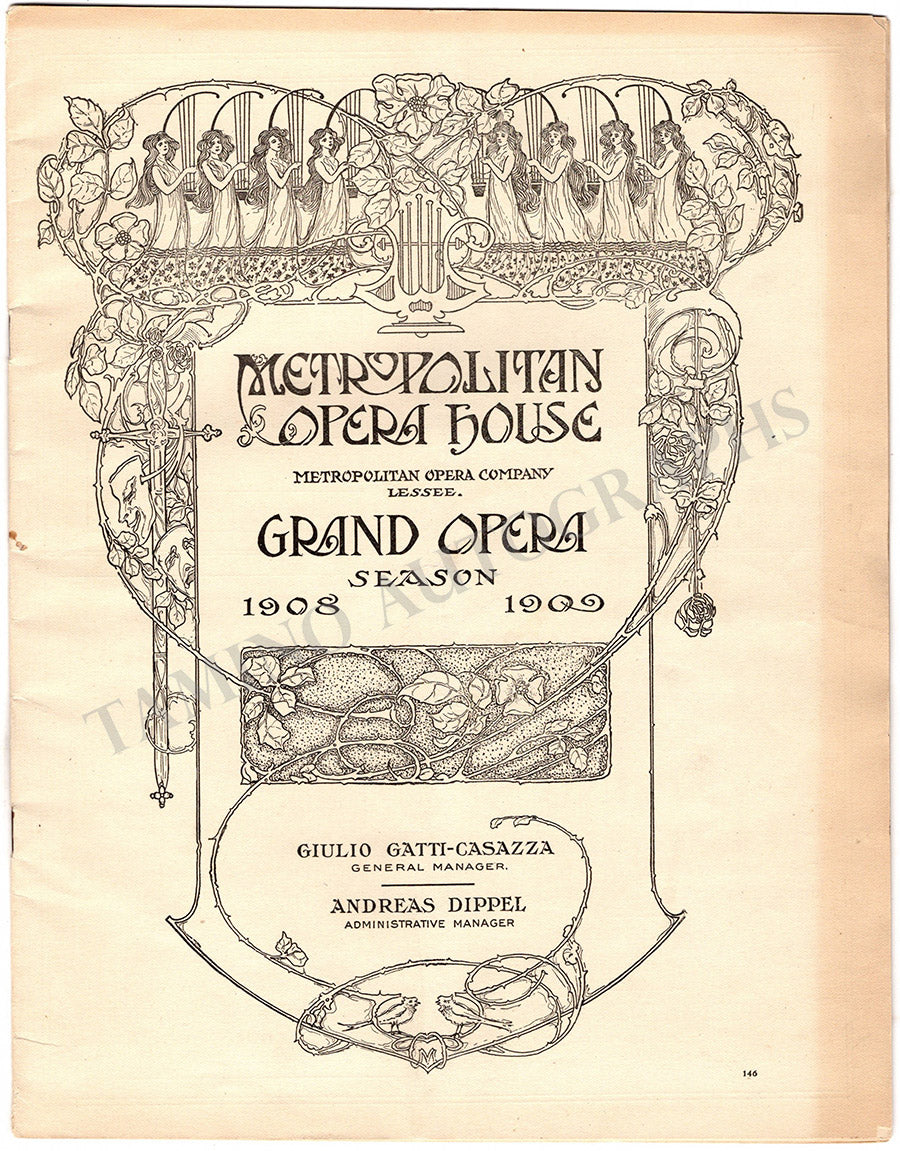 METROPOLITAN
OPERA HOUSE
METROPOLITAN OPERA COMPANY
LESSEE.
GRAND OPERA
SEASON
1908 1909
TAMINO AUTOGRAPHS
GIULIO GATTI-CASAZZA
GENERAL MANAGER.
ANDREAS DIPPEL
ADMINISTRATIVE MANAGER
M
146